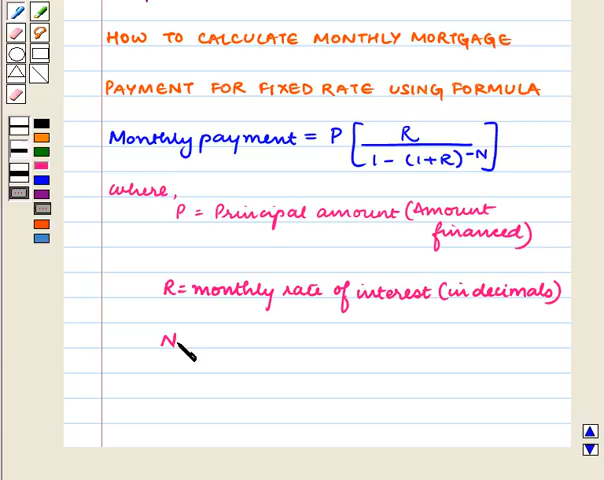 HOW TO CALCULATE MONTHLY MORTGAGE
PAYMENT FOR FIXED RATE USING FORMULA
Monthly payment = P [ R / (1 - (1+R)^-N) ]
where,
P = Principal amount (Amount
financed)
R = monthly rate of interest (in decimals)
N